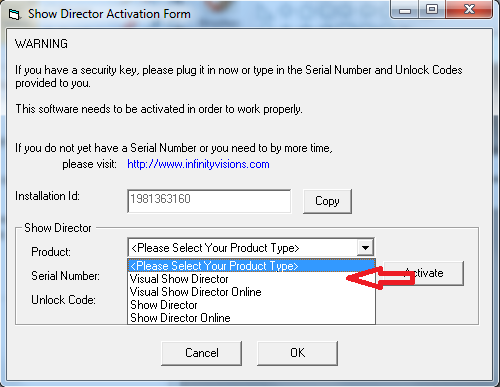 Show Director Activation Form
WARNING
If you have a security key, please plug it in now or type in the Serial Number and Unlock Codes
provided to you.
This software needs to be activated in order to work properly.
If you do not yet have a Serial Number or you need to by more time,
please visit: http://www.infinityvisions.com
Installation Id: 1981363160 Copy
Show Director
Product: <Please Select Your Product Type>
<Please Select Your Product Type>
Serial Number: Visual Show Director Activate
Visual Show Director Online
Unlock Code: Show Director
Show Director Online
Cancel OK